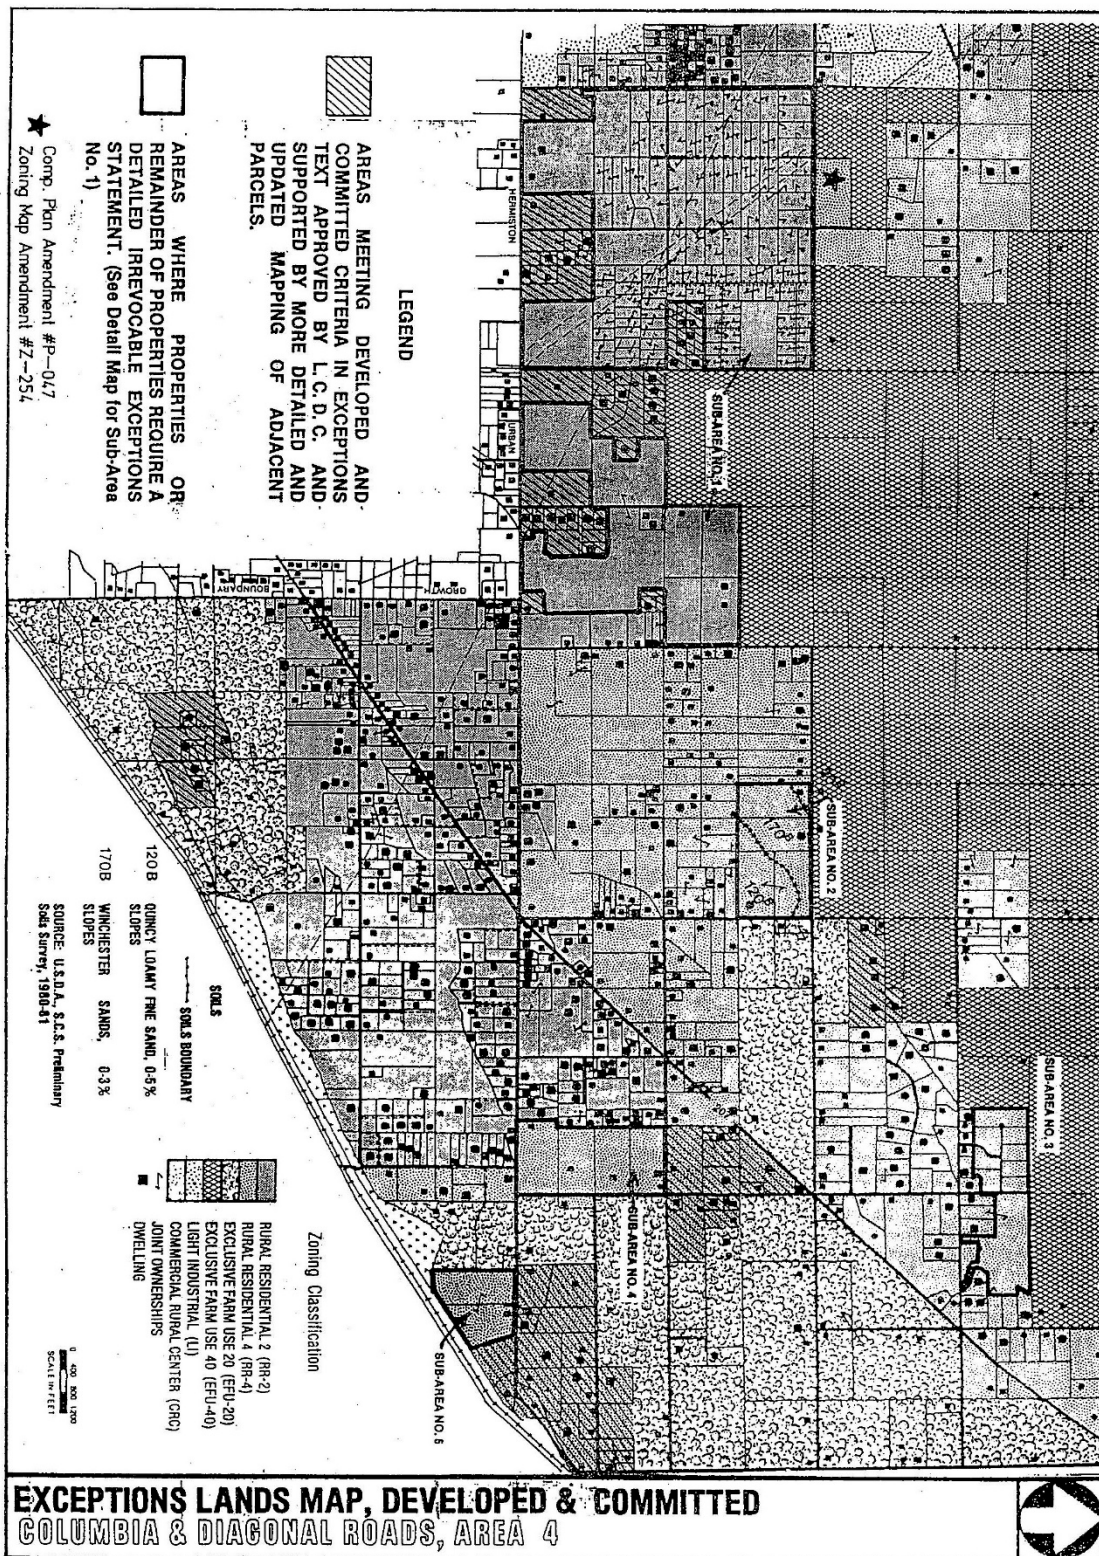 LEGEND
AREAS MEETING DEVELOPED AND
COMMITTED CRITERIA IN EXCEPTIONS
TEXT APPROVED BY L.C.D.C. AND
SUPPORTED BY MORE DETAILED AND
UPDATED MAPPING OF ADJACENT
PARCELS.
AREAS WHERE PROPERTIES OR
REMAINDER OF PROPERTIES REQUIRE A
DETAILED IRREVOCABLE EXCEPTIONS
STATEMENT. (See Detail Map for Sub-Area
No. 1)
Comp. Plan Amendment #P-047
Zoning Map Amendment #Z-254
HERMISTON
URBAN
GROWTH
BOUNDARY
SUB-AREA NO. 1
SUB-AREA NO. 2
170B
120B
SUB-AREA NO. 3
SUB-AREA NO. 4
SUB-AREA NO. 5
SOILS
SOILS BOUNDARY
120B QUINCY LOAMY FINE SAND, 0-5%
SLOPES
170B WINCHESTER SANDS, 0-3%
SLOPES
SOURCE: U.S.D.A., S.C.S. Preliminary
Soils Survey, 1980-81
Zoning Classification
RURAL RESIDENTIAL 2 (RR-2)
RURAL RESIDENTIAL 4 (RR-4)
EXCLUSIVE FARM USE 20 (EFU-20)
EXCLUSIVE FARM USE 40 (EFU-40)
LIGHT INDUSTRIAL (LI)
COMMERCIAL RURAL CENTER (CRC)
JOINT OWNERSHIPS
DWELLING
0 400 800 1200
SCALE IN FEET
EXCEPTIONS LANDS MAP, DEVELOPED & COMMITTED
COLUMBIA & DIAGONAL ROADS, AREA 4